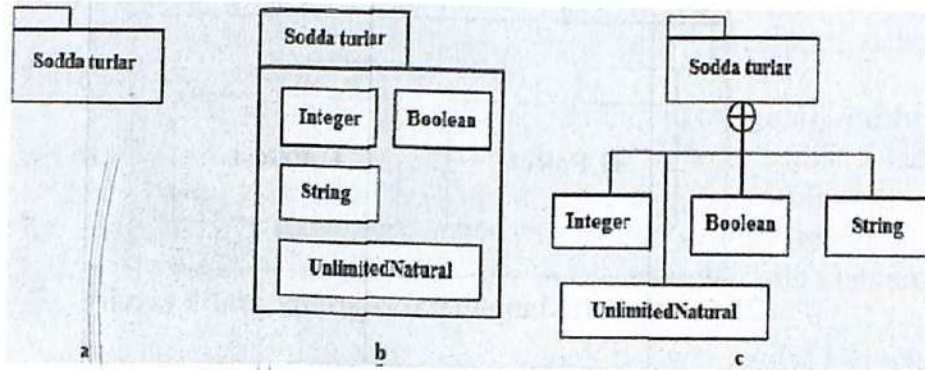 Sodda turlar
a
Sodda turlar
Integer
Boolean
String
UnlimitedNatural
b
Sodda turlar
Integer
Boolean
String
UnlimitedNatural
c